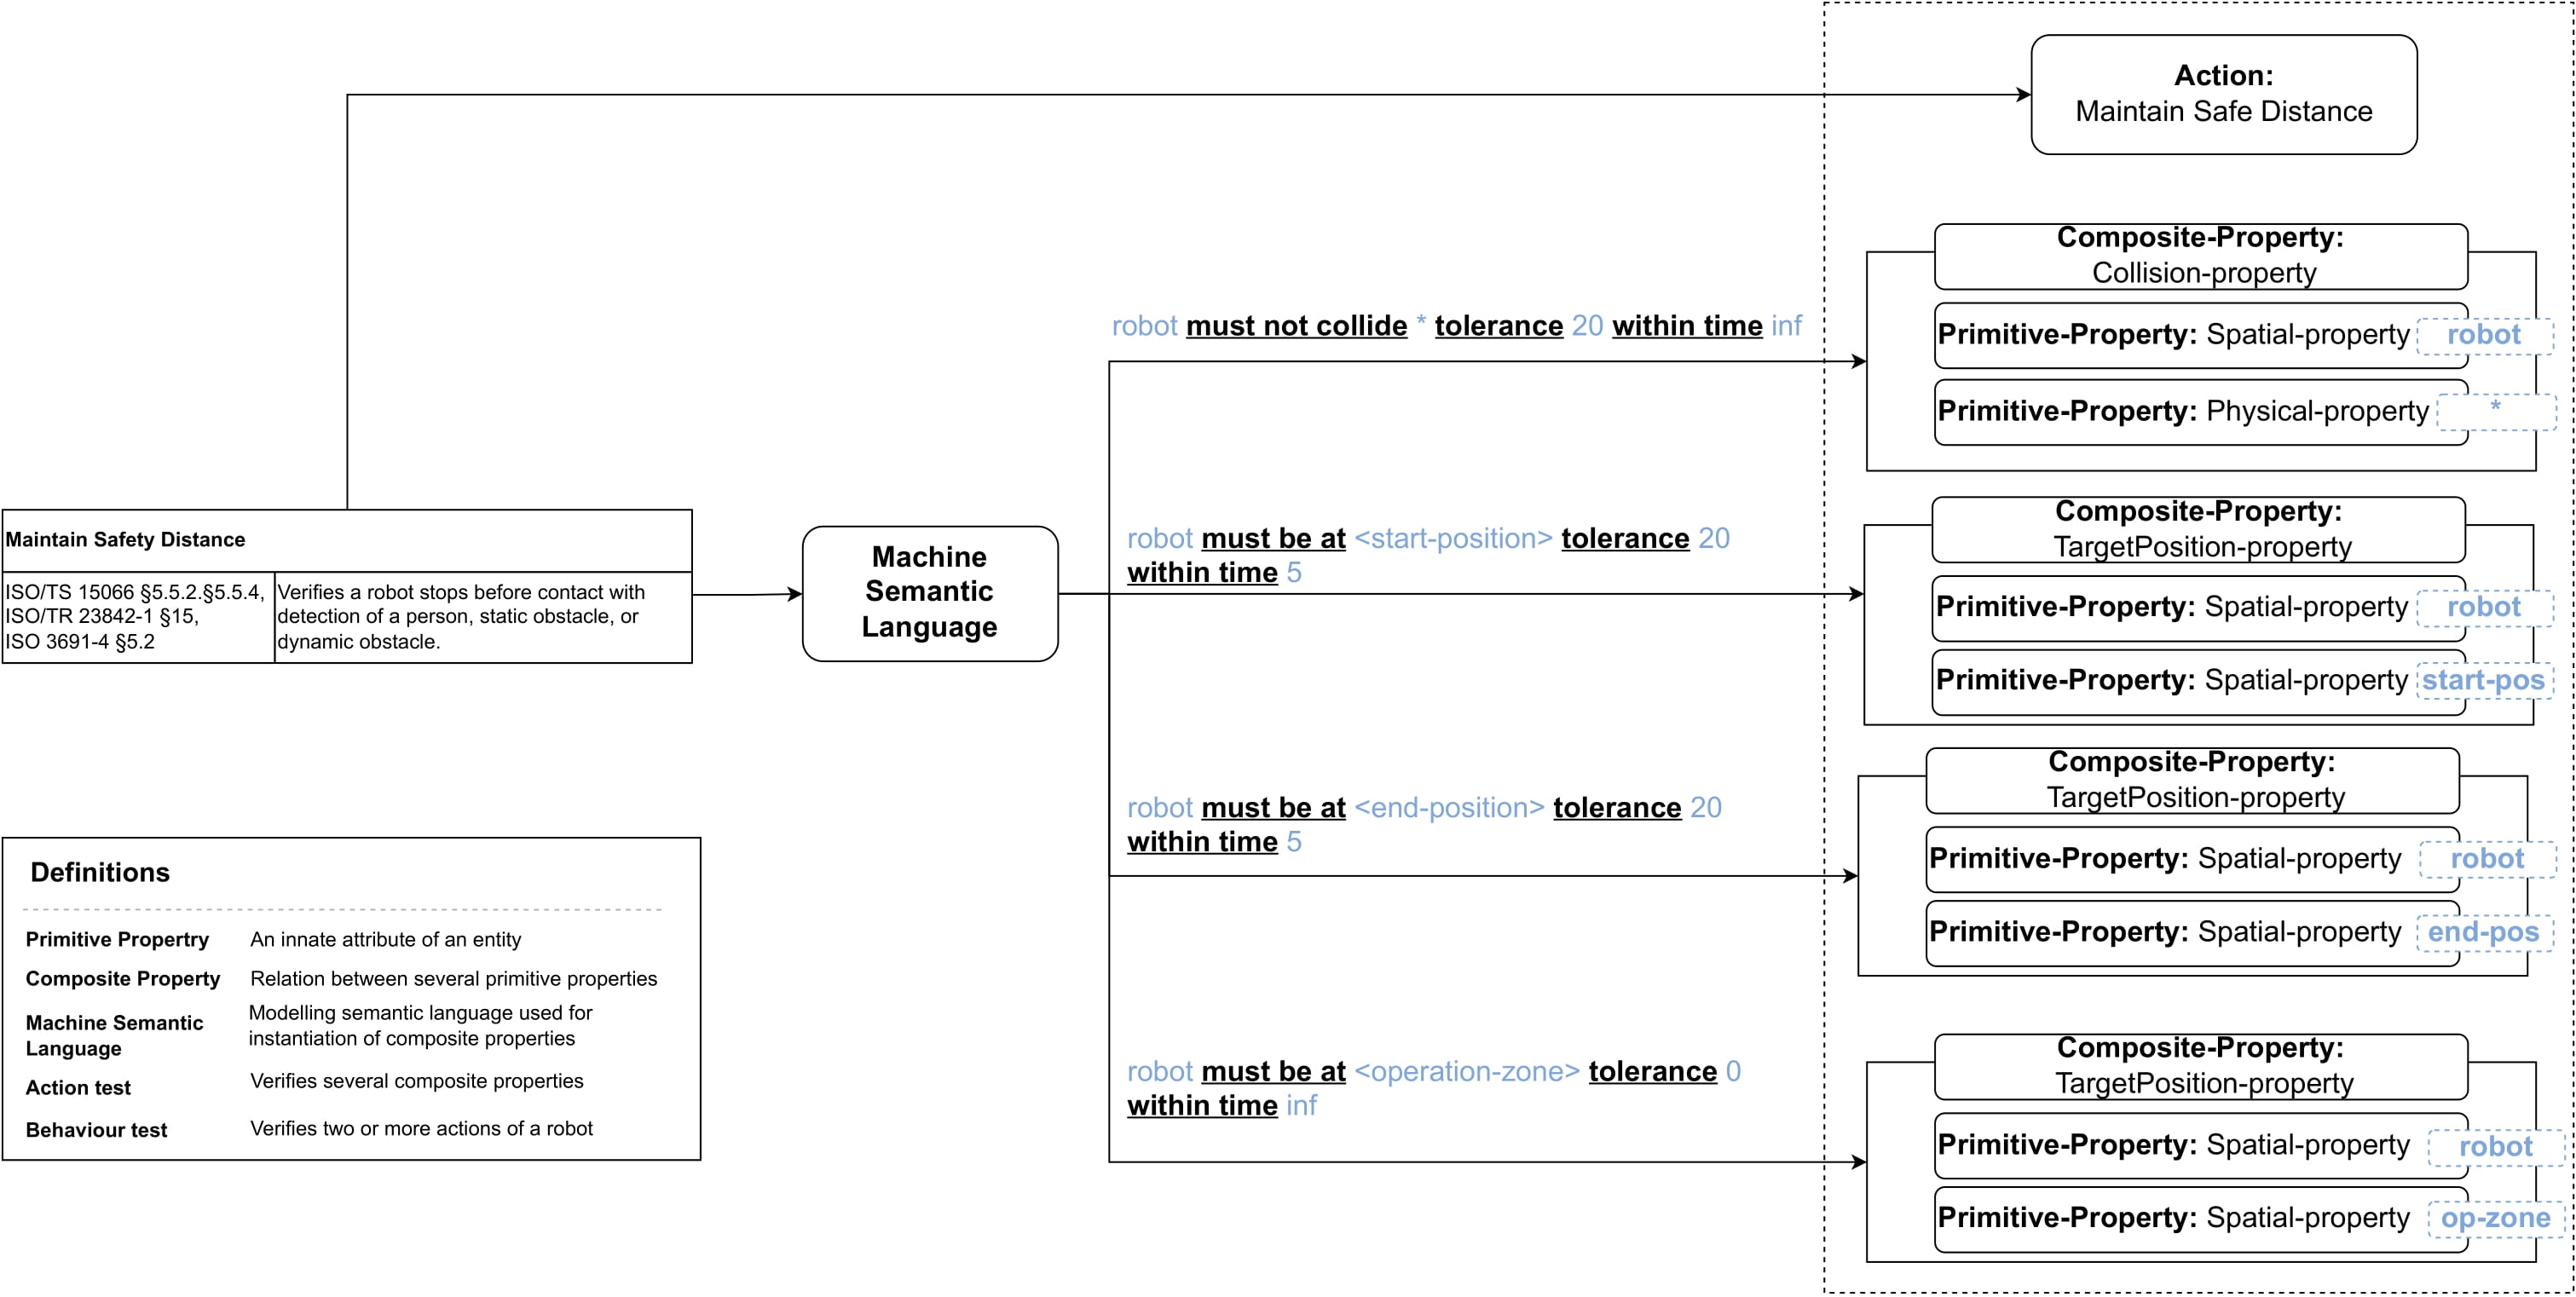 Action:
Maintain Safe Distance
Composite-Property:
Collision-property
robot must not collide * tolerance 20 within time inf
Primitive-Property: Spatial-property robot
Primitive-Property: Physical-property *
Maintain Safety Distance
ISO/TS 15066 §5.5.2.§5.5.4,
ISO/TR 23842-1 §15,
ISO 3691-4 §5.2
Verifies a robot stops before contact with
detection of a person, static obstacle, or
dynamic obstacle.
Machine
Semantic
Language
robot must be at <start-position> tolerance 20
within time 5
Composite-Property:
TargetPosition-property
Primitive-Property: Spatial-property robot
Primitive-Property: Spatial-property start-pos
robot must be at <end-position> tolerance 20
within time 5
Composite-Property:
TargetPosition-property
Primitive-Property: Spatial-property robot
Primitive-Property: Spatial-property end-pos
robot must be at <operation-zone> tolerance 0
within time inf
Composite-Property:
TargetPosition-property
Primitive-Property: Spatial-property robot
Primitive-Property: Spatial-property op-zone
Definitions
Primitive Propertry An innate attribute of an entity
Composite Property Relation between several primitive properties
Machine Semantic
Language
Modelling semantic language used for
instantiation of composite properties
Action test Verifies several composite properties
Behaviour test Verifies two or more actions of a robot